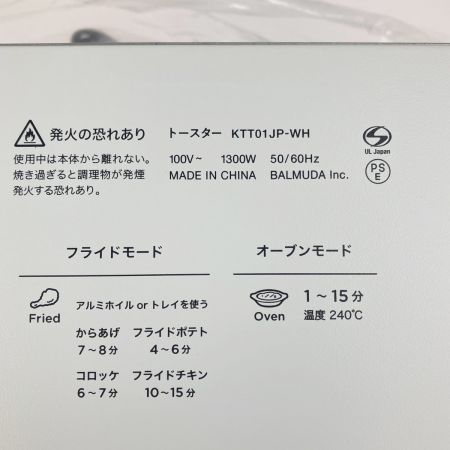 発火の恐れあり
使用中は本体から離れない。
焼き過ぎると調理物が発煙
発火する恐れあり。
トースター KTT01JP-WH
100V~ 1300W 50/60Hz
MADE IN CHINA BALMUDA Inc.
UL Japan
PS
E
フライドモード
Fried
アルミホイル or トレイを使う
からあげ フライドポテト
7～8分 4～6分
コロッケ フライドチキン
6～7分 10～15分
オーブンモード
Oven
1～15分
温度 240℃